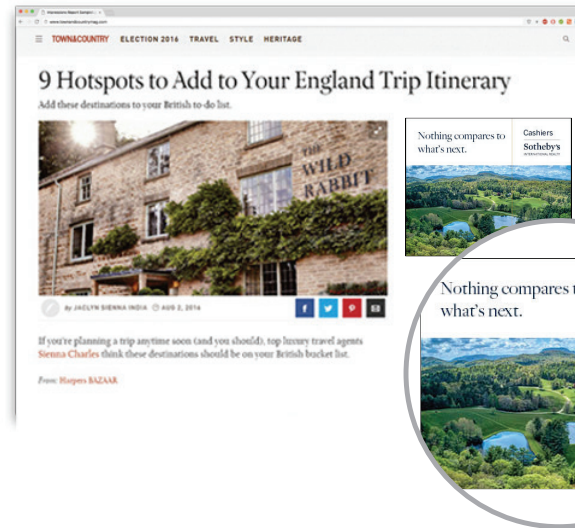 www.townandcountrymag.com
TOWN&COUNTRY ELECTION 2016 TRAVEL STYLE HERITAGE
9 Hotspots to Add to Your England Trip Itinerary
Add these destinations to your British to-do list.
THE
WILD
RABBIT
by JACLYN SIENNA INDIA AUG 2, 2016
If you're planning a trip anytime soon (and you should), top luxury travel agents
Sienna Charles think these destinations should be on your British bucket list.
From: Harpers BAZAAR
Nothing compares to
what's next.
Cashiers
Sotheby's
INTERNATIONAL REALTY
Nothing compares t
what's next.